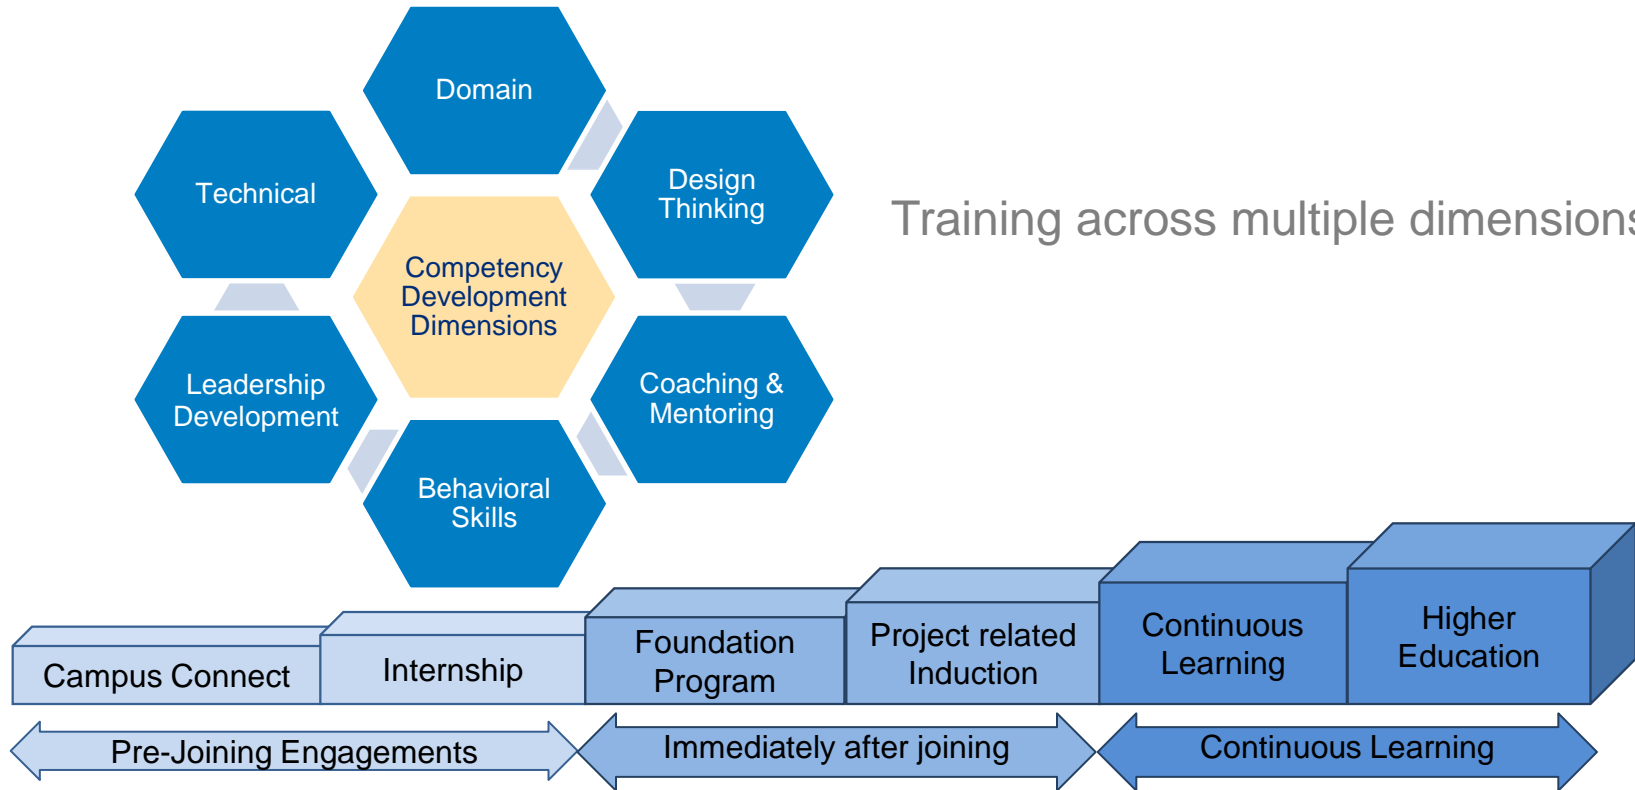 Domain
Technical
Design
Thinking
Training across multiple dimensions
Competency
Development
Dimensions
Leadership
Development
Coaching &
Mentoring
Behavioral
Skills
Campus Connect
Internship
Foundation
Program
Project related
Induction
Continuous
Learning
Higher
Education
Pre-Joining Engagements
Immediately after joining
Continuous Learning